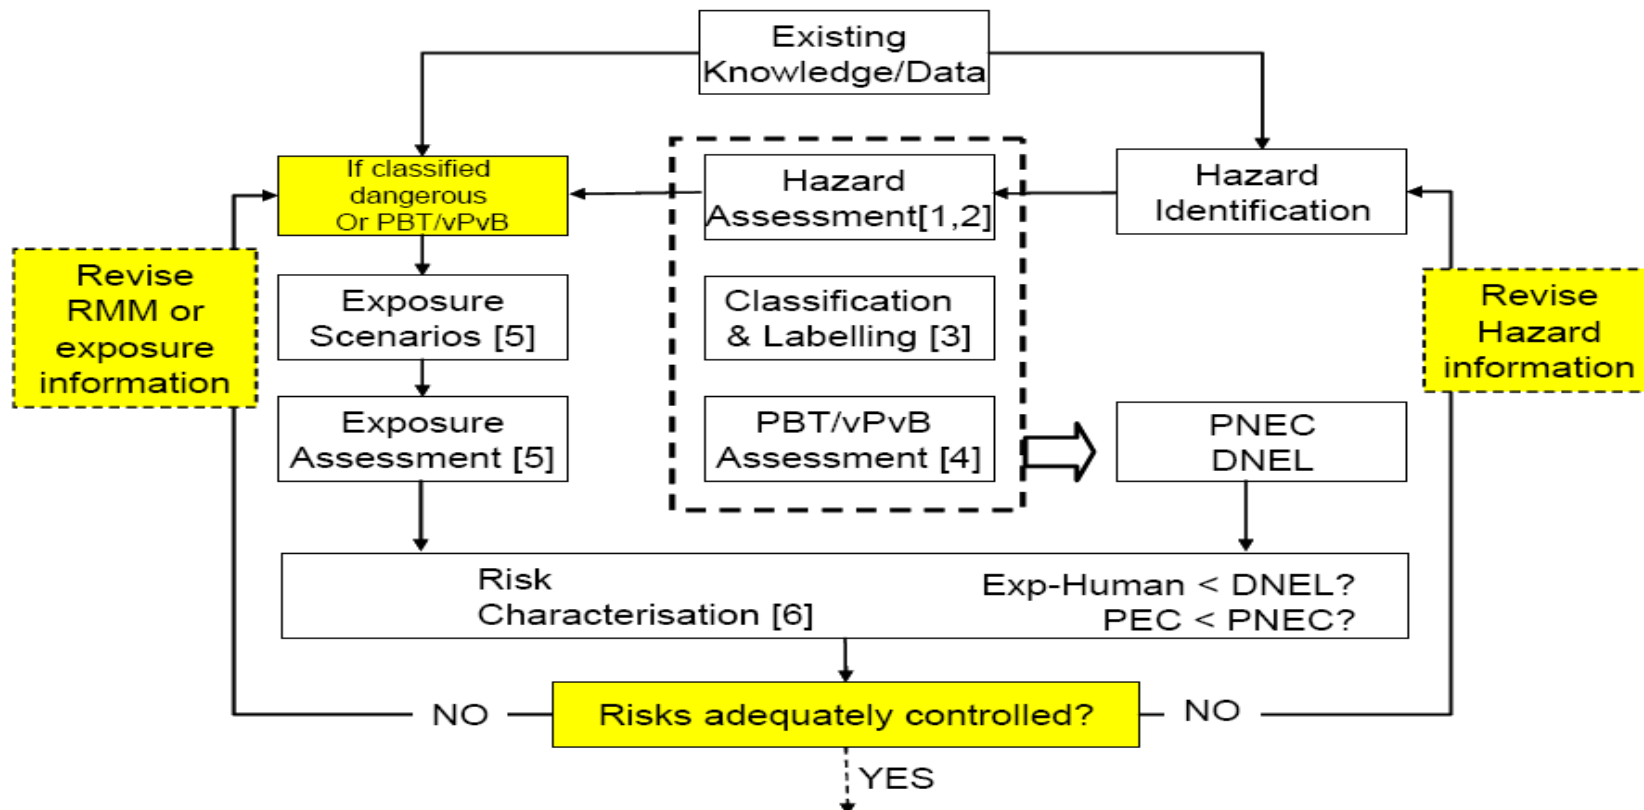 Existing
Knowledge/Data
If classified
dangerous
Or PBT/vPvB
Hazard
Assessment[1,2]
Hazard
Identification
Revise
RMM or
exposure
information
Exposure
Scenarios [5]
Classification
& Labelling [3]
Revise
Hazard
information
Exposure
Assessment [5]
PBT/vPvB
Assessment [4]
PNEC
DNEL
Risk
Characterisation [6]
Exp-Human < DNEL?
PEC < PNEC?
NO
Risks adequately controlled?
NO
YES